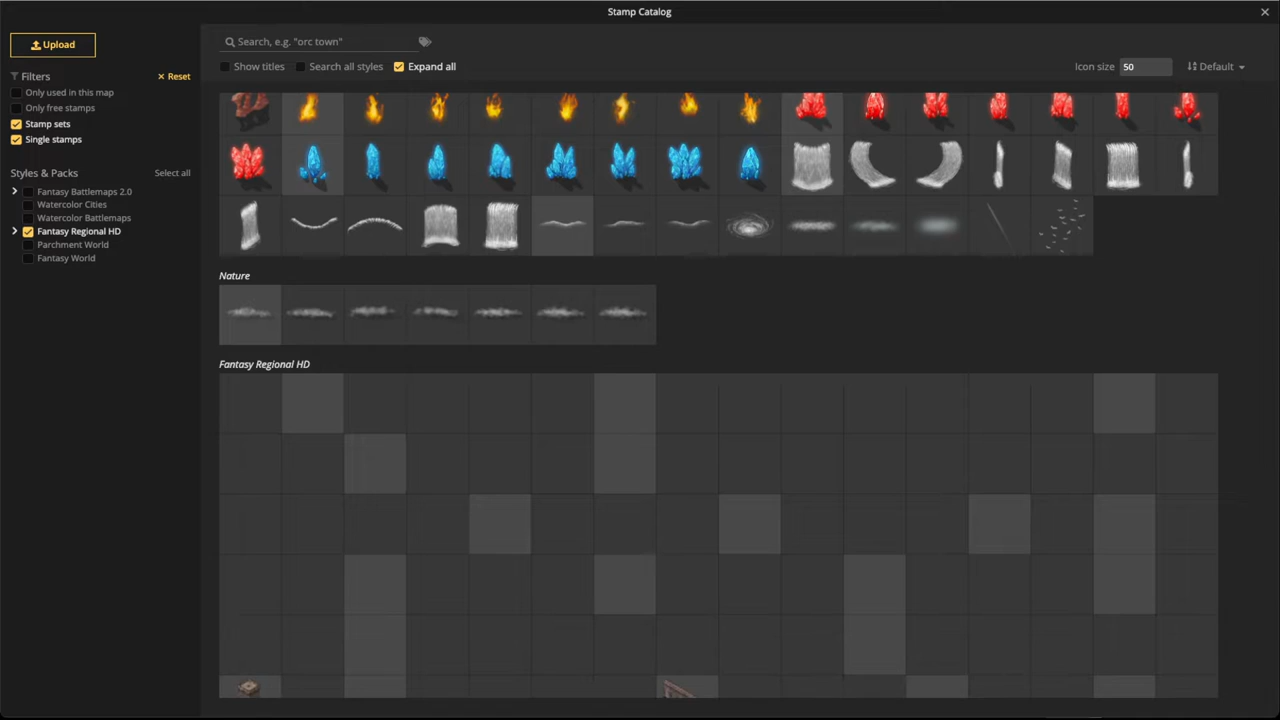 Stamp Catalog
Upload
Search, e.g. "orc town"
Show titles
Search all styles
Expand all
Icon size
50
Default
Filters
Reset
Only used in this map
Only free stamps
Stamp sets
Single stamps
Styles & Packs
Select all
Fantasy Battlemaps 2.0
Watercolor Cities
Watercolor Battlemaps
Fantasy Regional HD
Parchment World
Fantasy World
Nature
Fantasy Regional HD